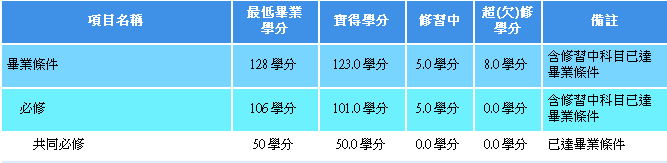 項目名稱 最低畢業學分 實得學分 修習中 超(欠)修學分 備註
畢業條件 128 學分 123.0 學分 5.0 學分 8.0 學分 含修習中科目已達畢業條件
必修 106 學分 101.0 學分 5.0 學分 0.0 學分 含修習中科目已達畢業條件
共同必修 50 學分 50.0 學分 0.0 學分 0.0 學分 已達畢業條件